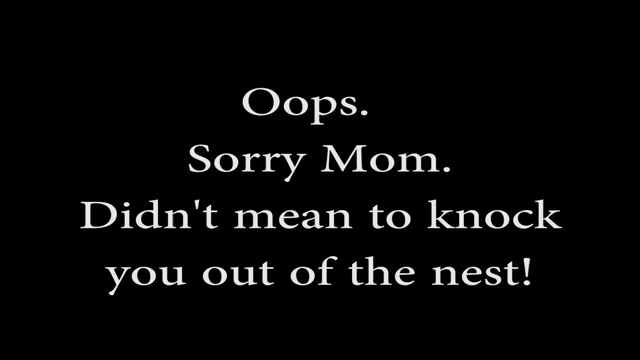 Oops.
Sorry Mom.
Didn't mean to knock
you out of the nest!